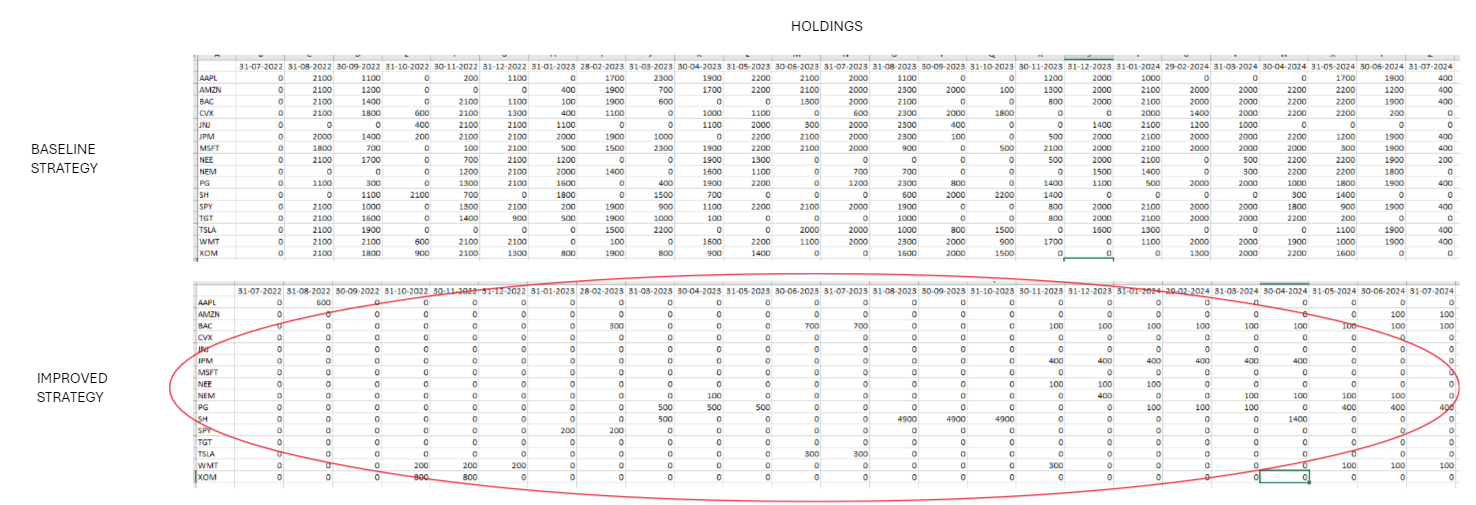 HOLDINGS
31-07-2022 31-08-2022 30-09-2022 31-10-2022 30-11-2022 31-12-2022 31-01-2023 28-02-2023 31-03-2023 30-04-2023 31-05-2023 30-06-2023 31-07-2023 31-08-2023 30-09-2023 31-10-2023 30-11-2023 31-12-2023 31-01-2024 29-02-2024 31-03-2024 30-04-2024 31-05-2024 30-06-2024 31-07-2024
AAPL 0 2100 1100 0 200 1100 0 1700 2300 1900 2200 2100 2000 1100 0 0 1200 2000 1000 0 0 0 1700 1900 400
AMZN 0 2100 1200 0 0 0 400 1900 700 1700 2200 2100 2000 2300 2000 100 1300 2000 2100 2000 2000 2200 2200 1200 400
BAC 0 2100 1400 0 2100 1100 100 1900 600 0 0 1300 2000 2100 0 0 800 2000 2100 2000 2000 2200 2200 1900 400
CVX 0 2100 1800 600 2100 1300 400 1100 0 1000 1100 0 600 2300 2000 1800 0 0 2000 1400 2000 2200 2200 200 0
JNJ 0 0 0 400 2100 2100 1100 0 0 1100 2000 300 2000 2300 400 0 0 1400 2100 1200 1000 0 0 0 0
JPM 0 2000 1400 200 2100 2100 2000 1900 1000 0 2200 2100 2000 2300 100 0 500 2000 2100 2000 2000 2200 1200 1900 400
BASELINE
STRATEGY
MSFT 0 1800 700 0 100 2100 500 1500 2300 1900 2200 2100 2000 900 0 500 2100 2000 2100 2000 2000 2000 300 1900 400
NEE 0 2100 1700 0 700 2100 1200 0 0 1900 1300 0 0 0 0 0 500 2000 2100 0 500 2200 2200 1900 200
NEM 0 0 0 0 1200 2100 2000 1400 0 1600 1100 0 700 700 0 0 0 1500 1400 0 300 2200 2200 1800 0
PG 0 1100 300 0 1300 2100 1600 0 400 1900 2200 0 1200 2300 800 0 1400 1100 500 2000 2000 1000 1800 1900 400
SH 0 0 1100 2100 700 0 1800 0 1500 700 0 0 0 600 2000 2200 1400 0 0 0 0 300 1400 0 0
SPY 0 2100 1000 0 1300 2100 200 1900 900 1100 2200 2100 2000 1900 0 0 800 2000 2100 2000 2000 1800 900 1900 400
TGT 0 2100 1600 0 1400 900 500 1900 1000 100 0 0 0 1000 0 0 800 2000 2100 2000 2000 2200 200 0 0
TSLA 0 2100 1900 0 0 0 0 1500 2200 0 0 2000 2000 1000 800 1500 0 1600 1300 0 0 0 1100 1900 400
WMT 0 2100 2100 600 2100 2100 0 100 0 1600 2200 1100 2000 2300 2000 900 1700 0 1100 2000 2000 1900 1000 1900 400
XOM 0 2100 1800 900 2100 1300 800 1900 800 900 1400 0 0 1600 2000 1500 0 0 0 1300 2000 2200 1600 0 0
31-07-2022 31-08-2022 30-09-2022 31-10-2022 30-11-2022 31-12-2022 31-01-2023 28-02-2023 31-03-2023 30-04-2023 31-05-2023 30-06-2023 31-07-2023 31-08-2023 30-09-2023 31-10-2023 30-11-2023 31-12-2023 31-01-2024 29-02-2024 31-03-2024 30-04-2024 31-05-2024 30-06-2024 31-07-2024
AAPL 0 600 0 0 0 0 0 0 0 0 0 0 0 0 0 0 0 0 0 0 0 0 0 0 0
AMZN 0 0 0 0 0 0 0 0 0 0 0 0 0 0 0 0 0 0 0 0 0 0 0 100 100
BAC 0 0 0 0 0 0 0 300 0 0 0 700 700 0 0 0 100 100 100 100 100 100 100 100 100
CVX 0 0 0 0 0 0 0 0 0 0 0 0 0 0 0 0 0 0 0 0 0 0 0 0 0
JNJ 0 0 0 0 0 0 0 0 0 0 0 0 0 0 0 0 0 0 0 0 0 0 0 0 0
JPM 0 0 0 0 0 0 0 0 0 0 0 0 0 0 0 0 400 400 400 400 400 400 0 0 0
MSFT 0 0 0 0 0 0 0 0 0 0 0 0 0 0 0 0 0 0 0 0 0 0 0 0 0
IMPROVED
STRATEGY
NEE 0 0 0 0 0 0 0 0 0 0 0 0 0 0 0 0 100 100 100 0 0 0 0 0 0
NEM 0 0 0 0 0 0 0 0 0 100 0 0 0 0 0 0 0 400 0 0 100 100 100 100 0
PG 0 0 0 0 0 0 0 0 500 500 500 0 0 0 0 0 0 0 100 100 100 0 400 400 400
SH 0 0 0 0 0 0 0 0 500 0 0 0 0 4900 4900 4900 0 0 0 0 0 1400 0 0 0
SPY 0 0 0 0 0 0 200 200 0 0 0 0 0 0 0 0 0 0 0 0 0 0 0 0 0
TGT 0 0 0 0 0 0 0 0 0 0 0 0 0 0 0 0 0 0 0 0 0 0 0 0 0
TSLA 0 0 0 0 0 0 0 0 0 0 0 300 300 0 0 0 0 0 0 0 0 0 0 0 0
WMT 0 0 0 200 200 200 0 0 0 0 0 0 0 0 0 0 300 0 0 0 0 0 100 100 100
XOM 0 0 0 800 800 0 0 0 0 0 0 0 0 0 0 0 0 0 0 0 0 0 0 0 0